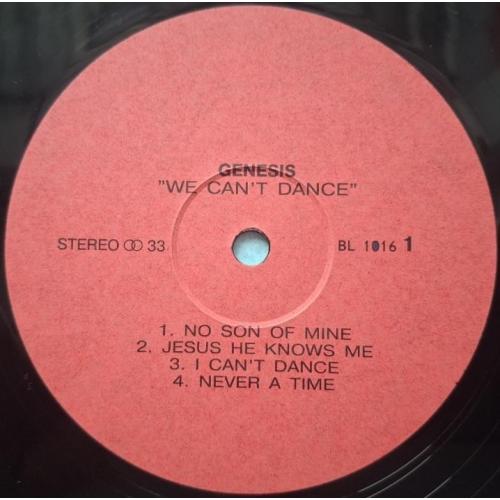 GENESIS
"WE CAN'T DANCE"
STEREO 33 BL 1016 1
1. NO SON OF MINE
2. JESUS HE KNOWS ME
3. I CAN'T DANCE
4. NEVER A TIME